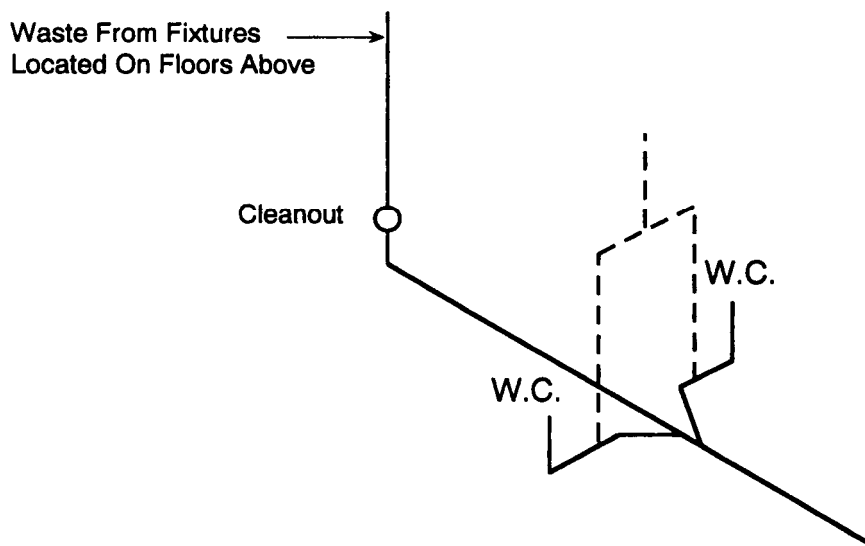 Waste From Fixtures
Located On Floors Above
Cleanout
W.C.
W.C.